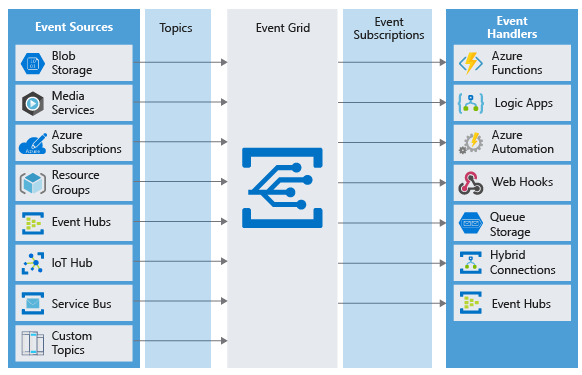 Event Sources
Topics
Event Grid
Event
Subscriptions
Event
Handlers
Blob
Storage
Media
Services
Azure
Azure
Subscriptions
Resource
Groups
Event Hubs
IoT Hub
Service Bus
Custom
Topics
Azure
Functions
Logic Apps
Azure
Automation
Web Hooks
Queue
Storage
Hybrid
Connections
Event Hubs